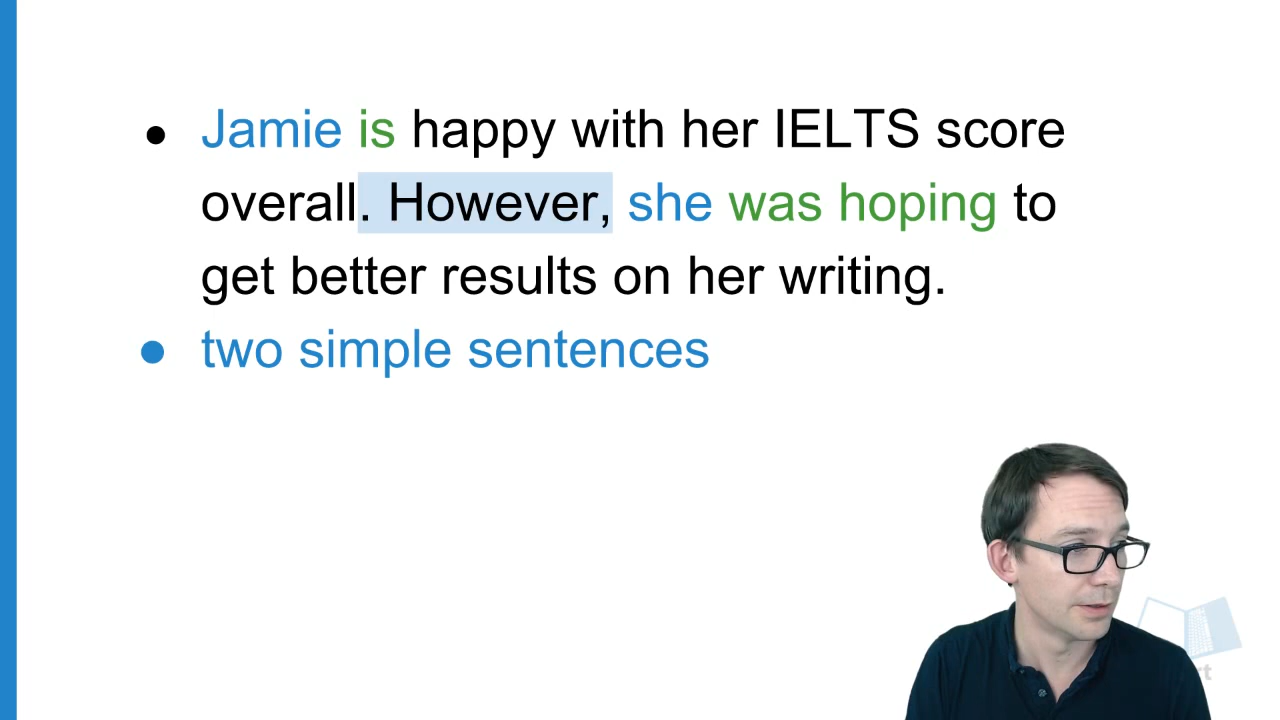 Jamie is happy with her IELTS score
overall. However, she was hoping to
get better results on her writing.
two simple sentences